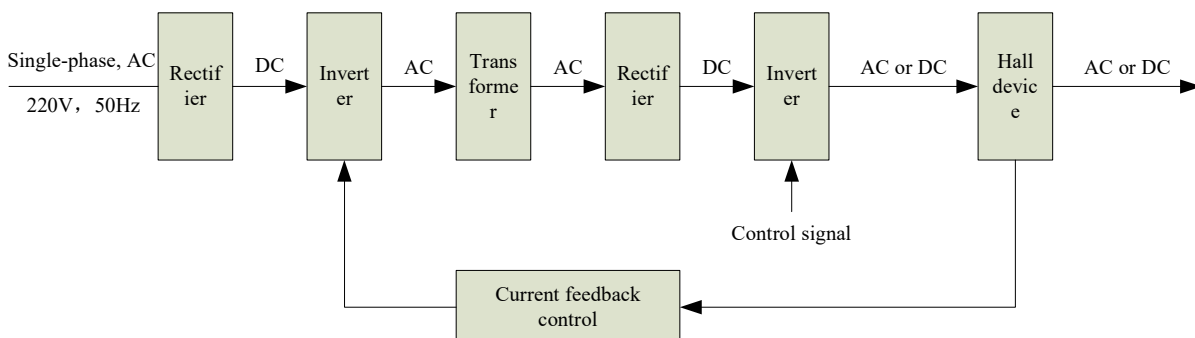 Single-phase, AC
220V，50Hz
Rectif
ier
DC
Invert
er
AC
Trans
forme
r
AC
Rectif
ier
DC
Invert
er
AC or DC
Hall
devic
e
AC or DC
Control signal
Current feedback
control